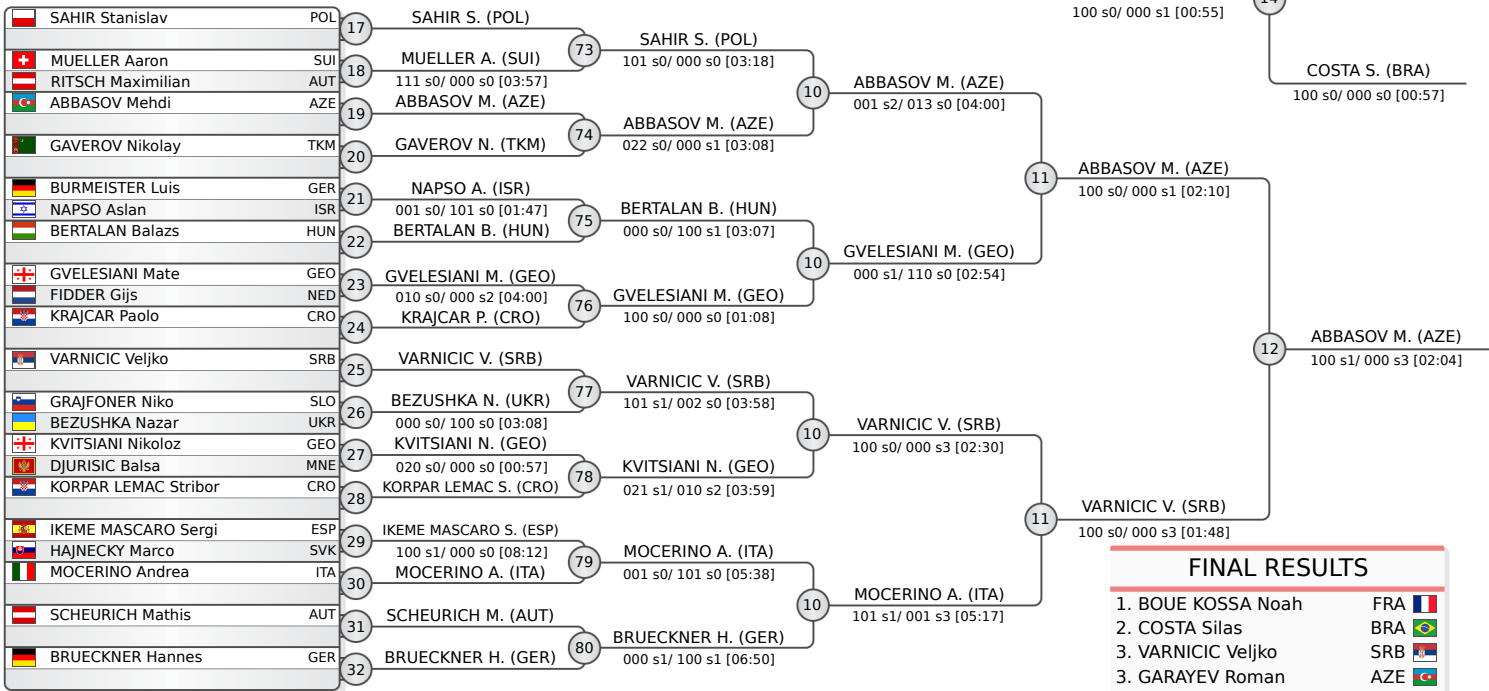 SAHIR Stanislav POL
MUELLER Aaron SUI
RITSCH Maximilian AUT
ABBASOV Mehdi AZE
GAVEROV Nikolay TKM
BURMEISTER Luis GER
NAPSO Aslan ISR
BERTALAN Balazs HUN
GVELESIANI Mate GEO
FIDDER Gijs NED
KRAJCAR Paolo CRO
VARNICIC Veljko SRB
GRAJFONER Niko SLO
BEZUSHKA Nazar UKR
KVITSIANI Nikoloz GEO
DJURISIC Balsa MNE
KORPAR LEMAC Stribor CRO
IKEME MASCARO Sergi ESP
HAJNECKY Marco SVK
MOCERINO Andrea ITA
SCHEURICH Mathis AUT
BRUECKNER Hannes GER
17
18
19
20
21
22
23
24
25
26
27
28
29
30
31
32
SAHIR S. (POL)
MUELLER A. (SUI)
111 s0/ 000 s0 [03:57]
ABBASOV M. (AZE)
GAVEROV N. (TKM)
NAPSO A. (ISR)
001 s0/ 101 s0 [01:47]
BERTALAN B. (HUN)
GVELESIANI M. (GEO)
010 s0/ 000 s2 [04:00]
KRAJCAR P. (CRO)
VARNICIC V. (SRB)
BEZUSHKA N. (UKR)
000 s0/ 100 s0 [03:08]
KVITSIANI N. (GEO)
020 s0/ 000 s0 [00:57]
KORPAR LEMAC S. (CRO)
IKEME MASCARO S. (ESP)
100 s1/ 000 s0 [08:12]
MOCERINO A. (ITA)
SCHEURICH M. (AUT)
BRUECKNER H. (GER)
73
74
75
76
77
78
79
80
SAHIR S. (POL)
101 s0/ 000 s0 [03:18]
ABBASOV M. (AZE)
022 s0/ 000 s1 [03:08]
BERTALAN B. (HUN)
000 s0/ 100 s1 [03:07]
GVELESIANI M. (GEO)
100 s0/ 000 s0 [01:08]
VARNICIC V. (SRB)
101 s1/ 002 s0 [03:58]
KVITSIANI N. (GEO)
021 s1/ 010 s2 [03:59]
MOCERINO A. (ITA)
001 s0/ 101 s0 [05:38]
BRUECKNER H. (GER)
000 s1/ 100 s1 [06:50]
10
10
10
10
ABBASOV M. (AZE)
001 s2/ 013 s0 [04:00]
GVELESIANI M. (GEO)
000 s1/ 110 s0 [02:54]
VARNICIC V. (SRB)
100 s0/ 000 s3 [02:30]
MOCERINO A. (ITA)
101 s1/ 001 s3 [05:17]
11
11
ABBASOV M. (AZE)
100 s0/ 000 s1 [02:10]
VARNICIC V. (SRB)
100 s0/ 000 s3 [01:48]
12
ABBASOV M. (AZE)
100 s1/ 000 s3 [02:04]
100 s0/ 000 s1 [00:55]
COSTA S. (BRA)
100 s0/ 000 s0 [00:57]
FINAL RESULTS
1. BOUE KOSSA Noah FRA
2. COSTA Silas BRA
3. VARNICIC Veljko SRB
3. GARAYEV Roman AZE